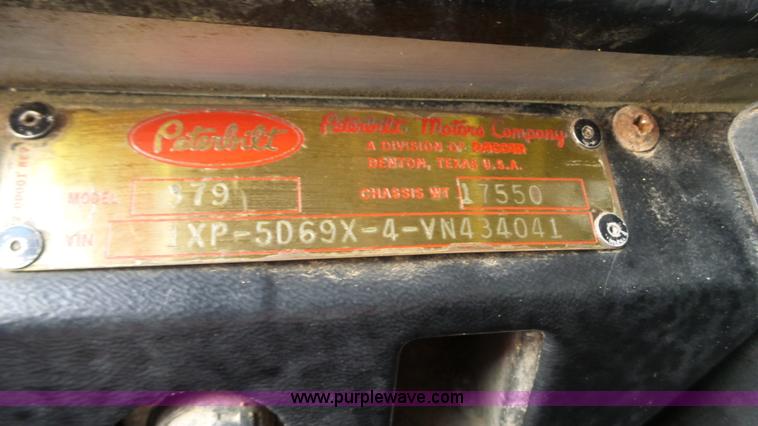 Peterbilt
Peterbilt Motors Company
A DIVISION OF PACCAR
DENTON, TEXAS U.S.A.
MODEL 379 CHASSIS WT 17550
VIN 1XP-5D69X-4-VN434041
www.purplewave.com